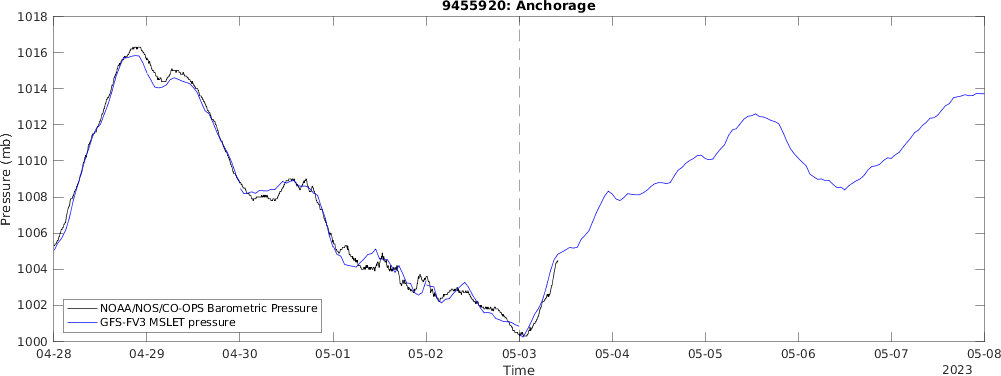 9455920: Anchorage
1018
1016
1014
1012
1010
1008
1006
1004
1002
1000
Pressure (mb)
NOAA/NOS/CO-OPS Barometric Pressure
GFS-FV3 MSLET pressure
04-28 04-29 04-30 05-01 05-02 05-03 05-04 05-05 05-06 05-07 05-08
Time
2023